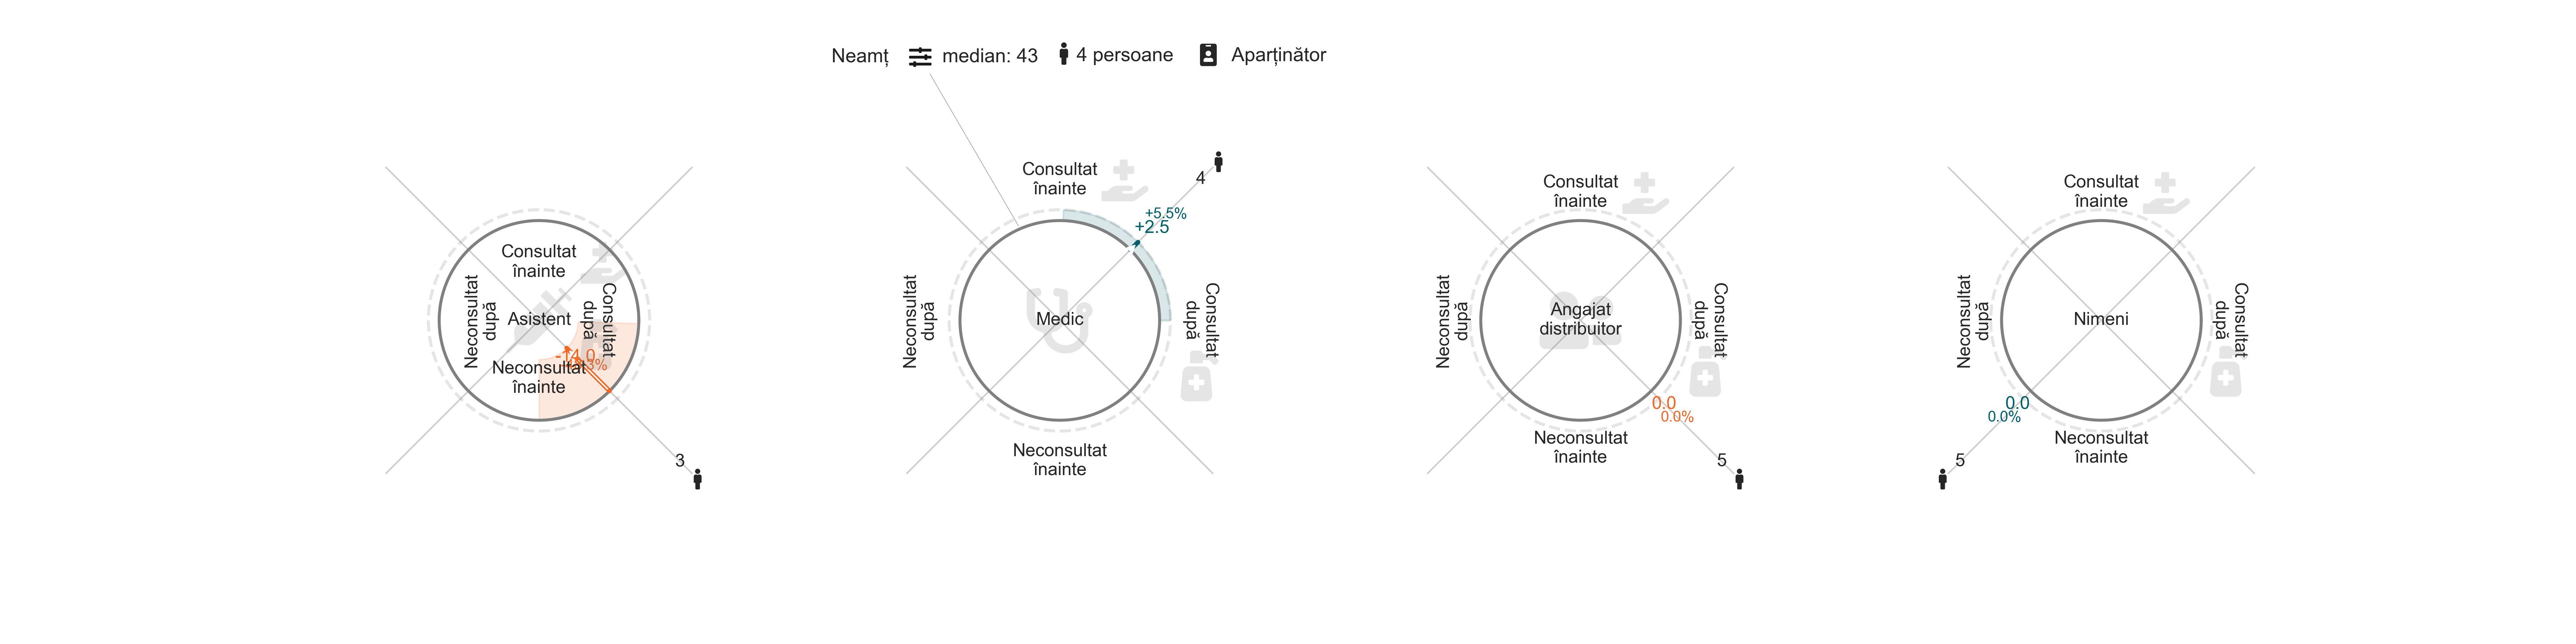 Neamț median: 43 4 persoane Aparținător
Consultat
înainte
Neconsultat
după
Asistent
Consultat
după
-14.0
Neconsultat
înainte
3
Consultat
înainte
4
+5.5%
+2.5
Neconsultat
după
Medic
Consultat
după
Neconsultat
înainte
Consultat
înainte
Neconsultat
după
Angajat
distribuitor
Consultat
după
0.0
0.0%
Neconsultat
înainte
5
Consultat
înainte
Neconsultat
după
Nimeni
Consultat
după
0.0
0.0%
Neconsultat
înainte
5